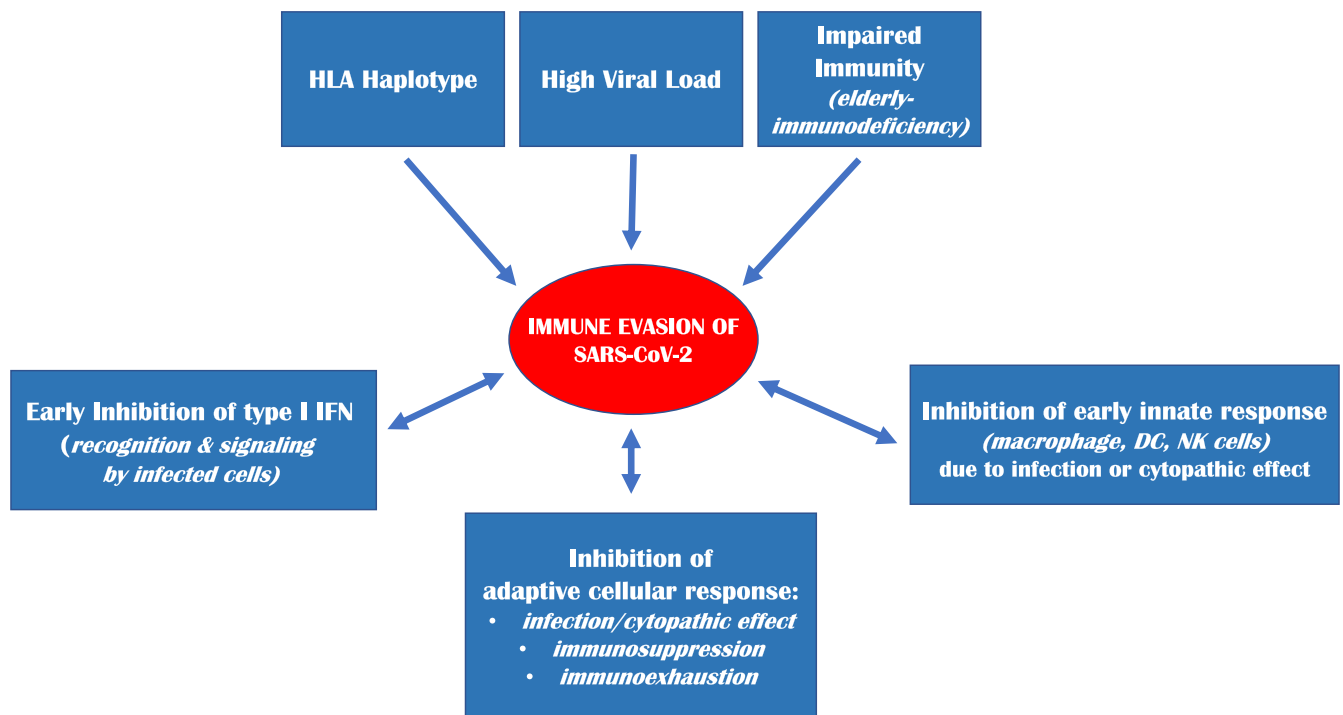 HLA Haplotype
High Viral Load
Impaired
Immunity
(elderly-
immunodeficiency)
IMMUNE EVASION OF
SARS-CoV-2
Early Inhibition of type I IFN
(recognition & signaling
by infected cells)
Inhibition of early innate response
(macrophage, DC, NK cells)
due to infection or cytopathic effect
Inhibition of
adaptive cellular response:
• infection/cytopathic effect
• immunosuppression
• immunoexhaustion